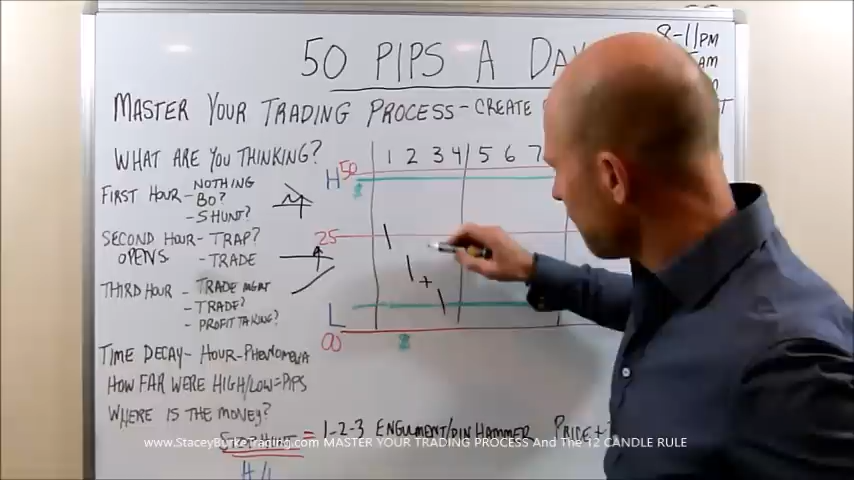 8-11PM
AM
50 PIPS A DAY
MASTER YOUR TRADING PROCESS - CREATE
WHAT ARE YOU THINKING?
1 2 3 4 5 6 7
H 50
FIRST HOUR - NOTHING
- BO?
- SHUNT?
SECOND HOUR - TRAP?
25
OPENS - TRADE
THIRD HOUR - TRADE MGMT
- TRADE?
- PROFIT TAKING?
L
00
TIME DECAY - HOUR - PHENOMENA
HOW FAR WERE HIGH/LOW = PIPS
WHERE IS THE MONEY?
= 1-2-3 ENGULMENT/PIN HAMMER PRICE +
www.StaceyBurkeTrading.com MASTER YOUR TRADING PROCESS And The 12 CANDLE RULE